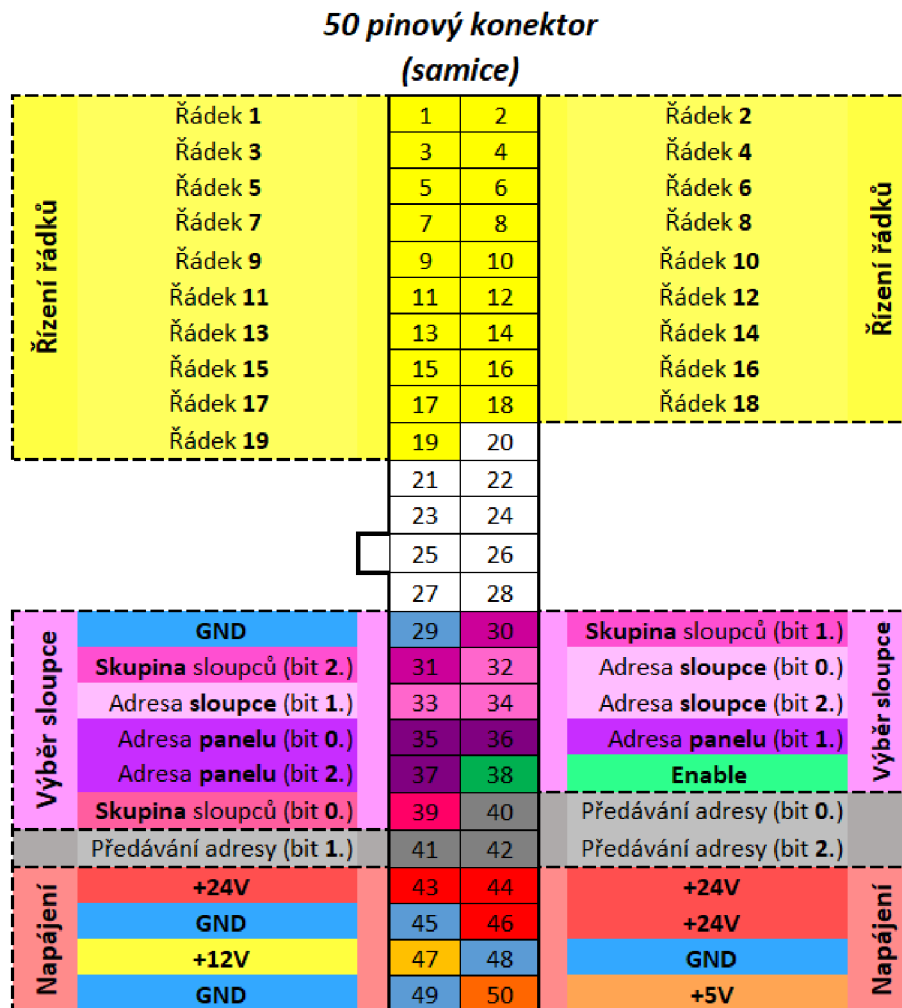 50 pinový konektor
(samice)
Řízení řádků
Řádek 1 1 2 Řádek 2
Řádek 3 3 4 Řádek 4
Řádek 5 5 6 Řádek 6
Řádek 7 7 8 Řádek 8
Řádek 9 9 10 Řádek 10
Řádek 11 11 12 Řádek 12
Řádek 13 13 14 Řádek 14
Řádek 15 15 16 Řádek 16
Řádek 17 17 18 Řádek 18
Řádek 19 19 20
Řízení řádků
21 22
23 24
25 26
27 28
Výběr sloupce
GND 29 30 Skupina sloupců (bit 1.)
Skupina sloupců (bit 2.) 31 32 Adresa sloupce (bit 0.)
Adresa sloupce (bit 1.) 33 34 Adresa sloupce (bit 2.)
Adresa panelu (bit 0.) 35 36 Adresa panelu (bit 1.)
Adresa panelu (bit 2.) 37 38 Enable
Skupina sloupců (bit 0.) 39 40 Předávání adresy (bit 0.)
Předávání adresy (bit 1.) 41 42 Předávání adresy (bit 2.)
Výběr sloupce
Napájení
+24V 43 44 +24V
GND 45 46 +24V
+12V 47 48 GND
GND 49 50 +5V
Napájení